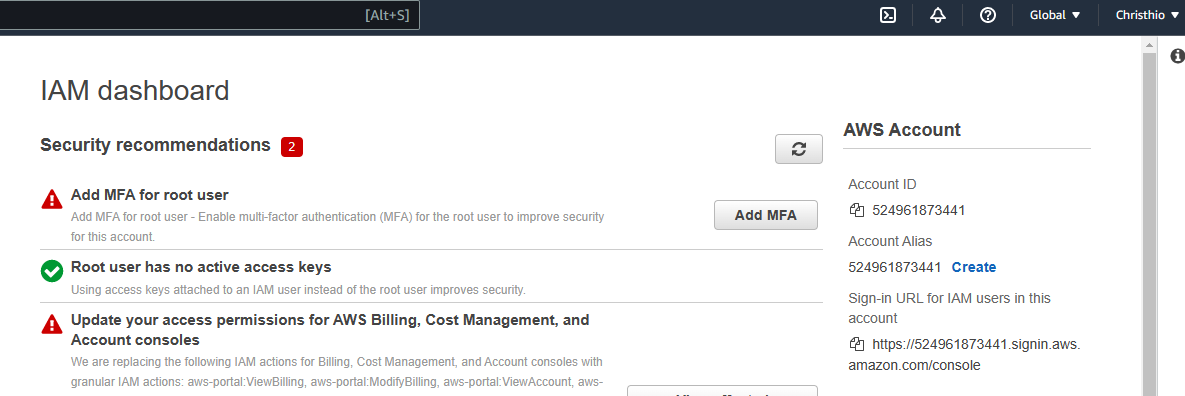 [Alt+S]
Global
Christhio
IAM dashboard
Security recommendations 2
Add MFA for root user
Add MFA for root user - Enable multi-factor authentication (MFA) for the root user to improve security
for this account.
Add MFA
Root user has no active access keys
Using access keys attached to an IAM user instead of the root user improves security.
Update your access permissions for AWS Billing, Cost Management, and
Account consoles
We are replacing the following IAM actions for Billing, Cost Management, and Account consoles with
granular IAM actions: aws-portal:ViewBilling, aws-portal:ModifyBilling, aws-portal:ViewAccount, aws-
AWS Account
Account ID
524961873441
Account Alias
524961873441 Create
Sign-in URL for IAM users in this
account
https://524961873441.signin.aws.
amazon.com/console